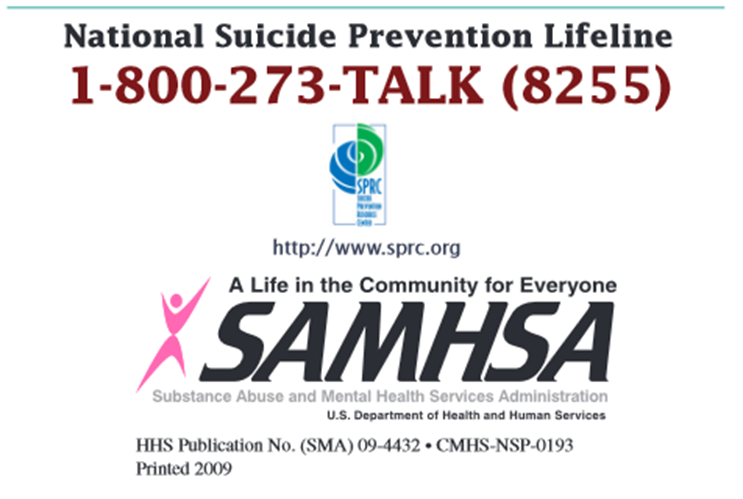 National Suicide Prevention Lifeline
1-800-273-TALK (8255)
SPRC
SUICIDE
PREVENTION
RESOURCE
CENTER
http://www.sprc.org
A Life in the Community for Everyone
SAMHSA
Substance Abuse and Mental Health Services Administration
U.S. Department of Health and Human Services
HHS Publication No. (SMA) 09-4432 • CMHS-NSP-0193
Printed 2009